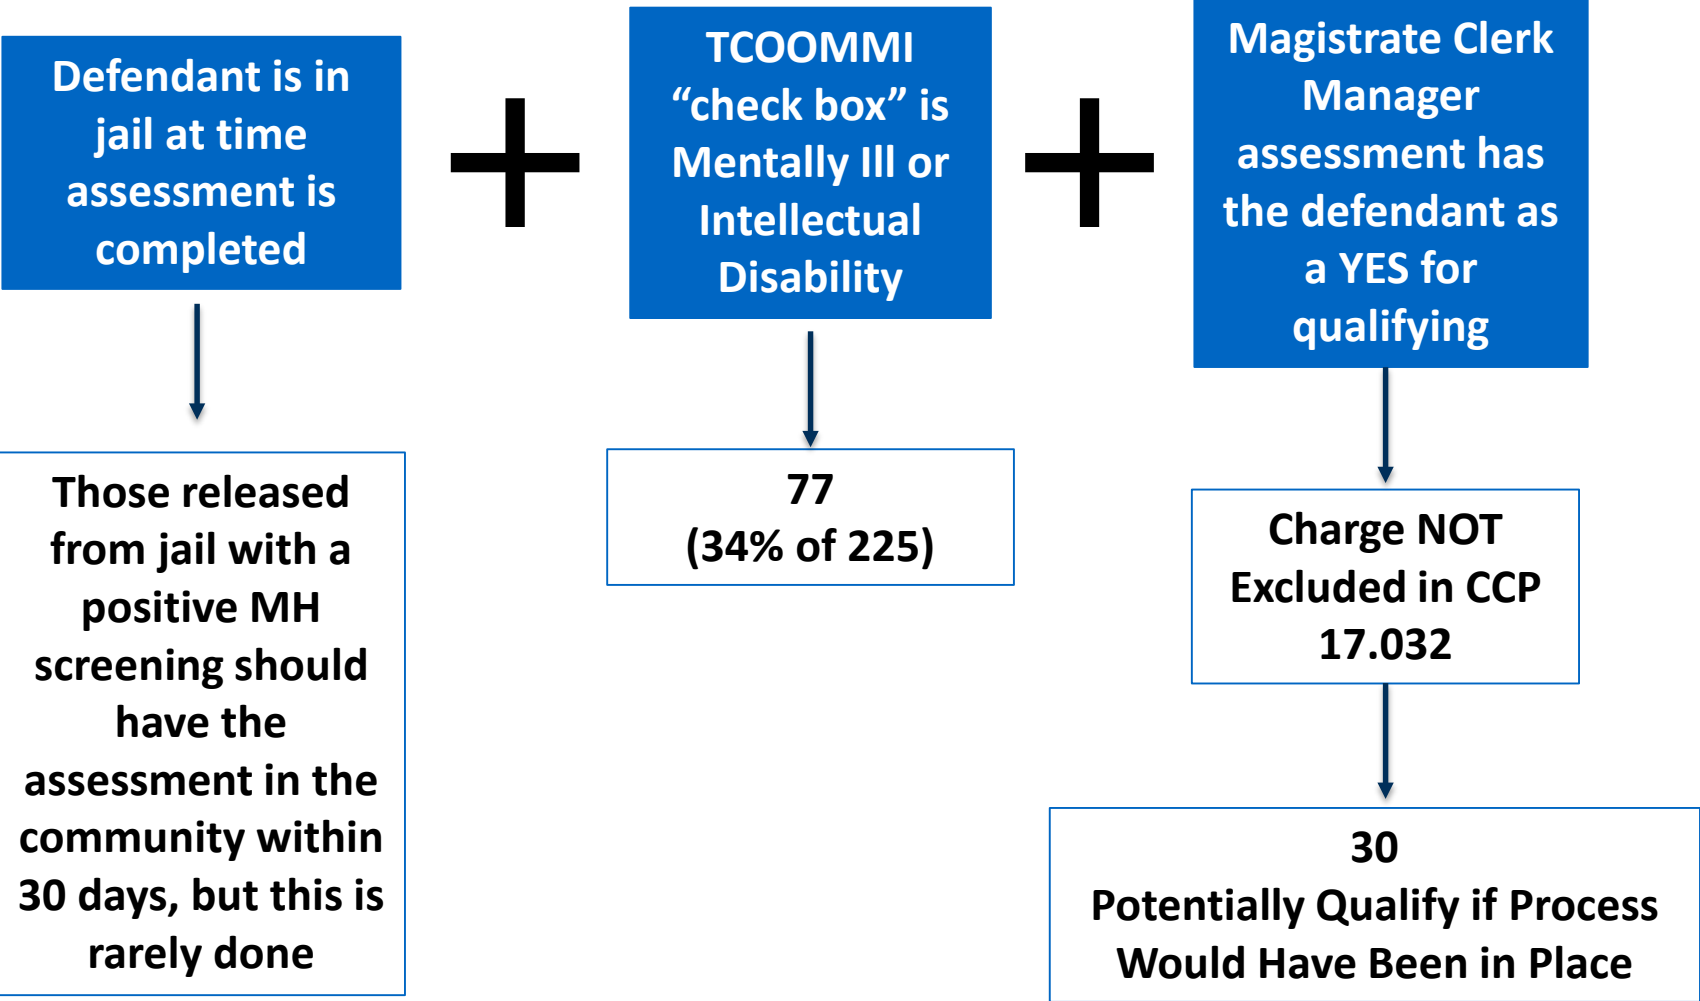 Defendant is in
jail at time
assessment is
completed
TCOOMMI
“check box” is
Mentally Ill or
Intellectual
Disability
Magistrate Clerk
Manager
assessment has
the defendant as
a YES for
qualifying
Those released
from jail with a
positive MH
screening should
have the
assessment in the
community within
30 days, but this is
rarely done
77
(34% of 225)
Charge NOT
Excluded in CCP
17.032
30
Potentially Qualify if Process
Would Have Been in Place